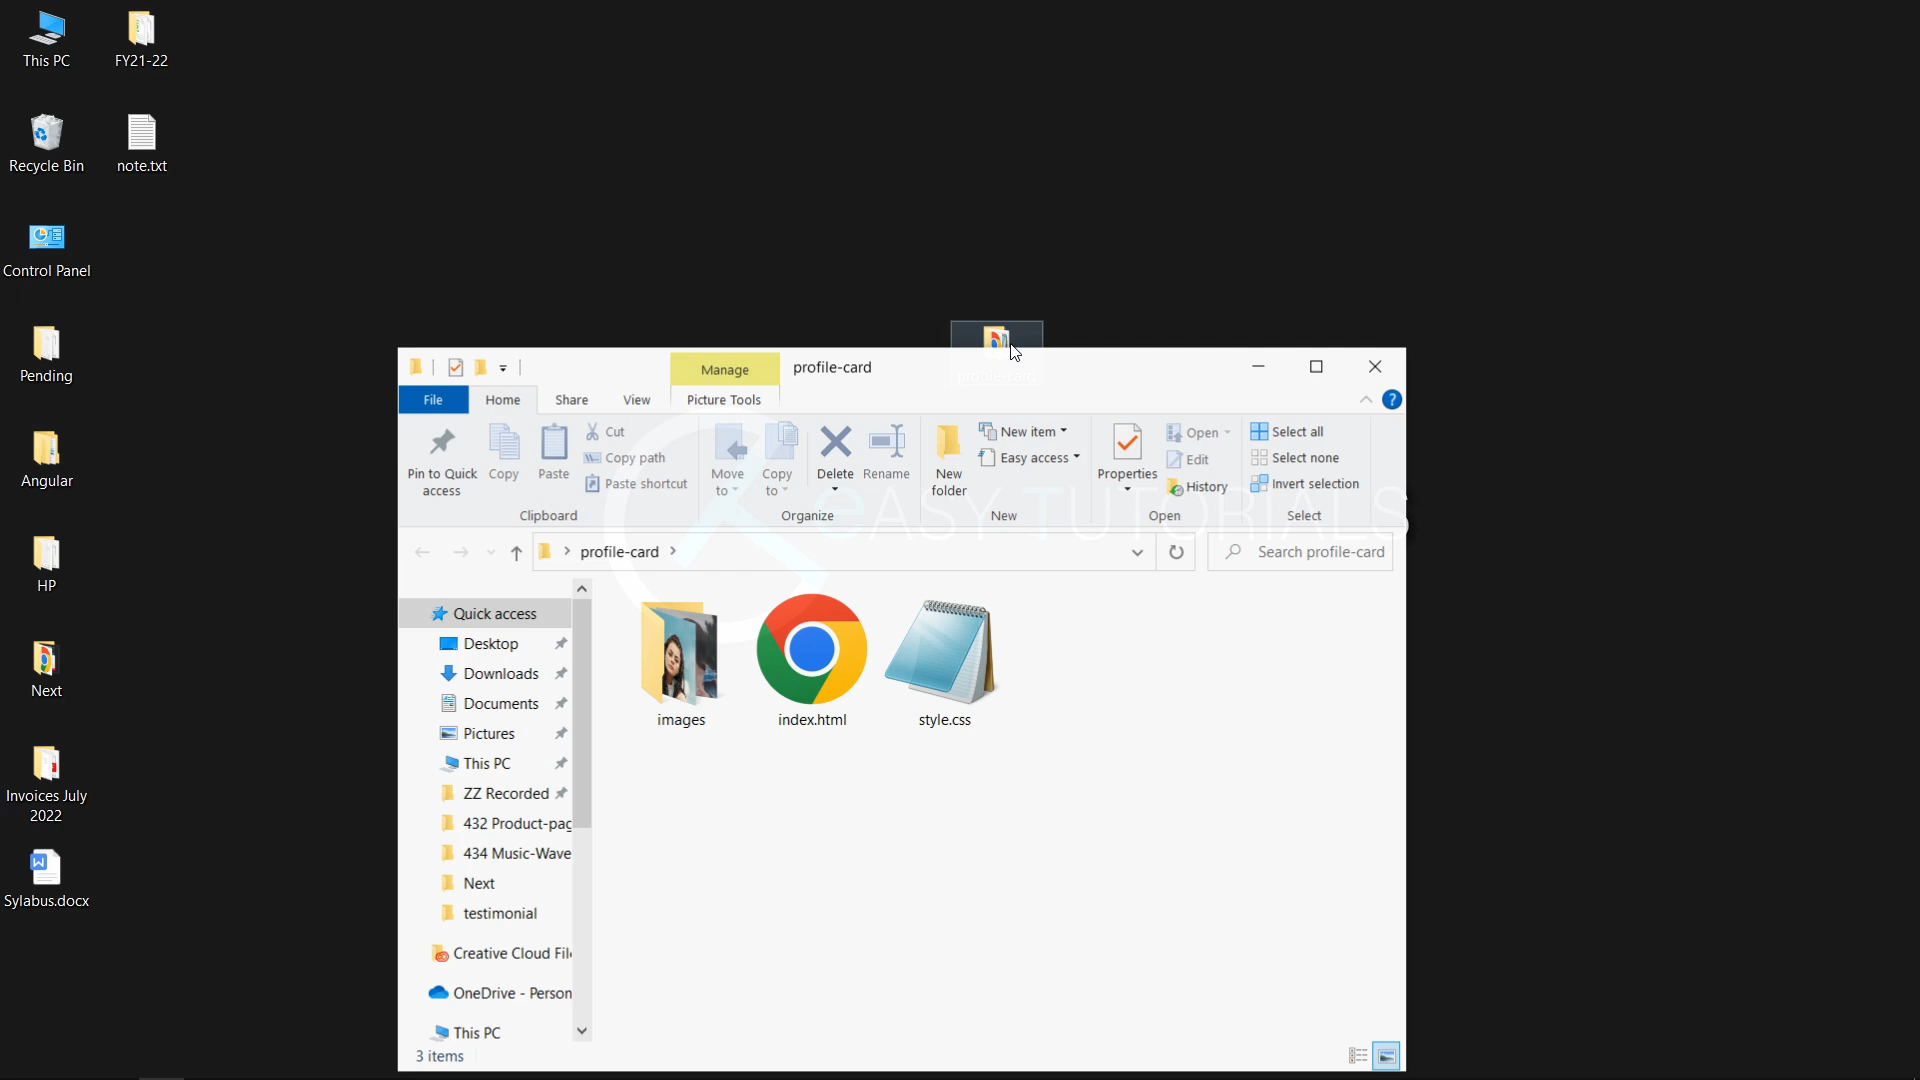 This PC
FY21-22
Recycle Bin
note.txt
Control Panel
Pending
Angular
HP
Next
Invoices July
2022
Sylabus.docx
Manage
profile-card
File
Home
Share
View
Picture Tools
?
Pin to Quick
access
Copy
Paste
Cut
Copy path
Paste shortcut
Clipboard
Move
to
Copy
to
Delete
Rename
Organize
New
folder
New item
Easy access
New
Properties
Open
Edit
History
Open
Select all
Select none
Invert selection
Select
EASY TUTORIALS
profile-card
Search profile-card
Quick access
Desktop
Downloads
Documents
Pictures
This PC
ZZ Recorded
432 Product-pag
434 Music-Wave
Next
testimonial
Creative Cloud File
OneDrive - Person
This PC
images
index.html
style.css
3 items